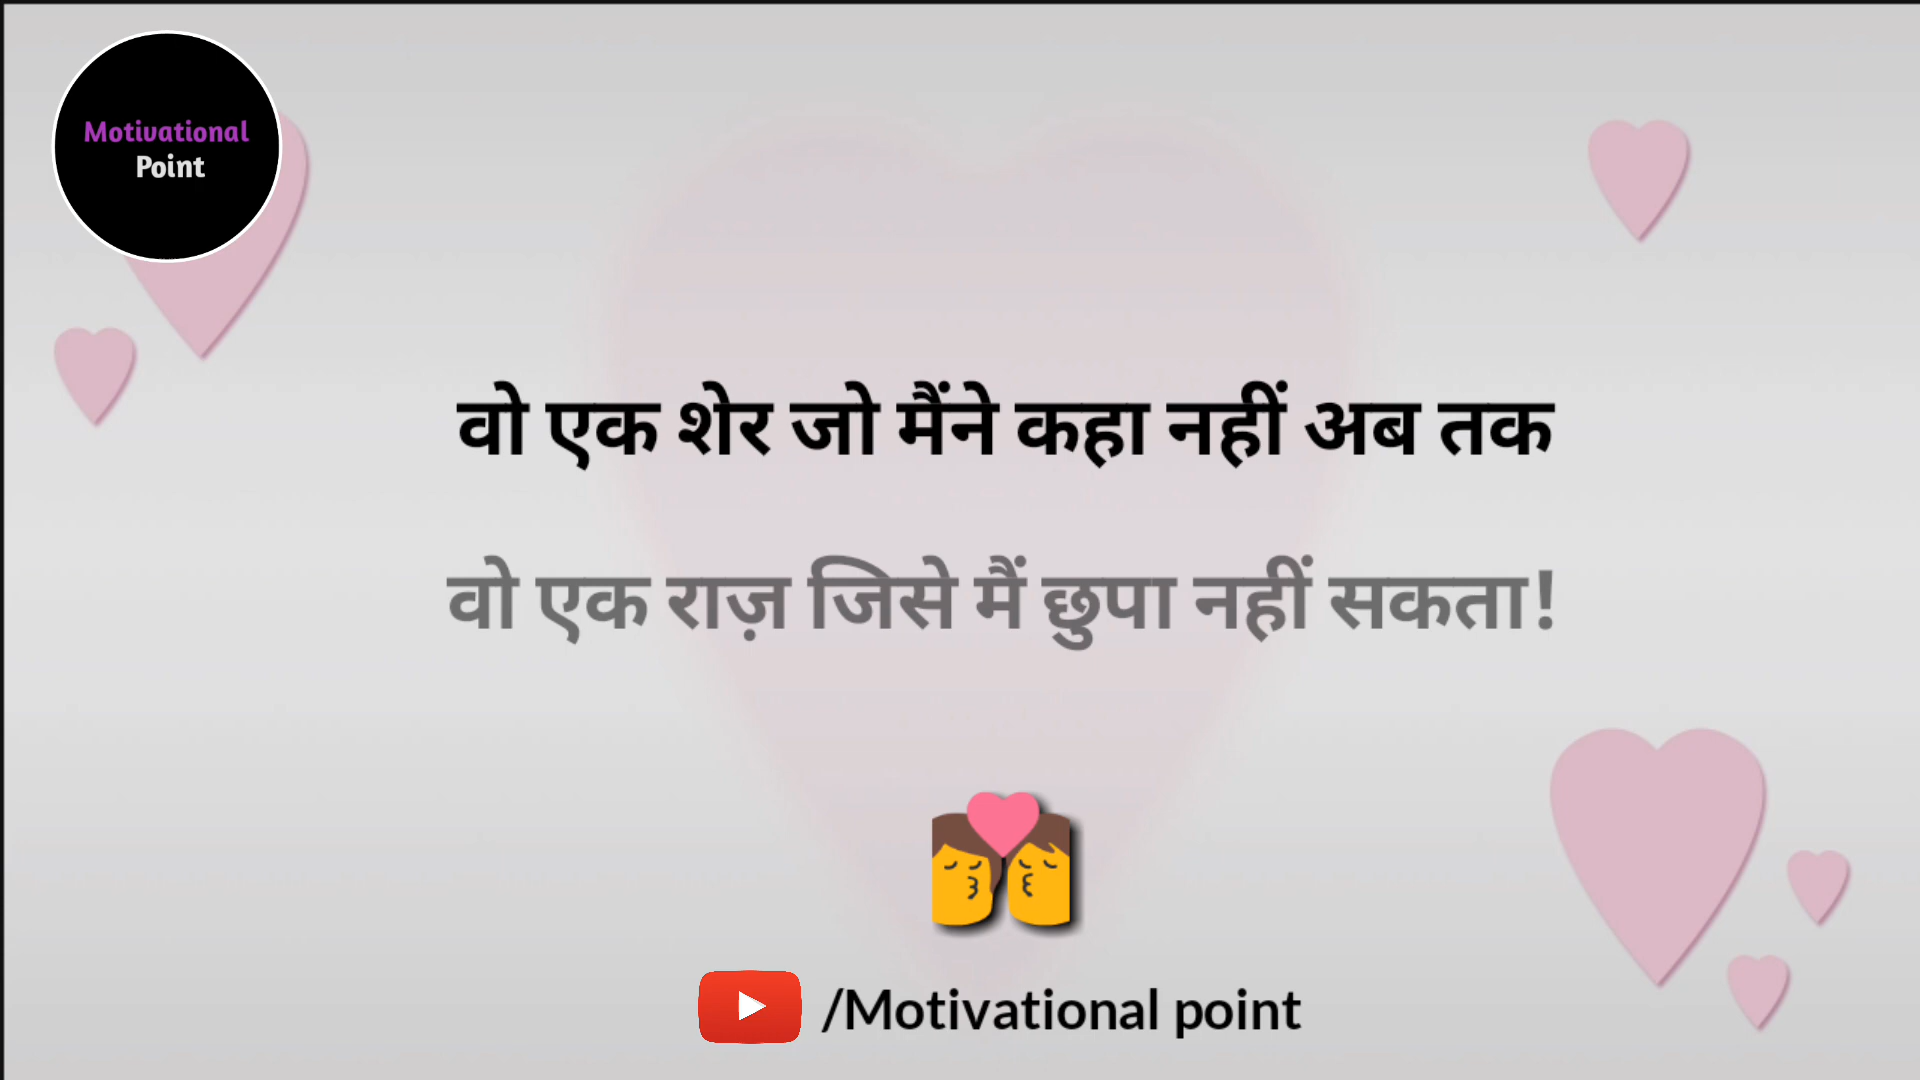 Motivational
Point
वो एक शेर जो मैंने कहा नहीं अब तक
वो एक राज़ जिसे मैं छुपा नहीं सकता!
/Motivational point